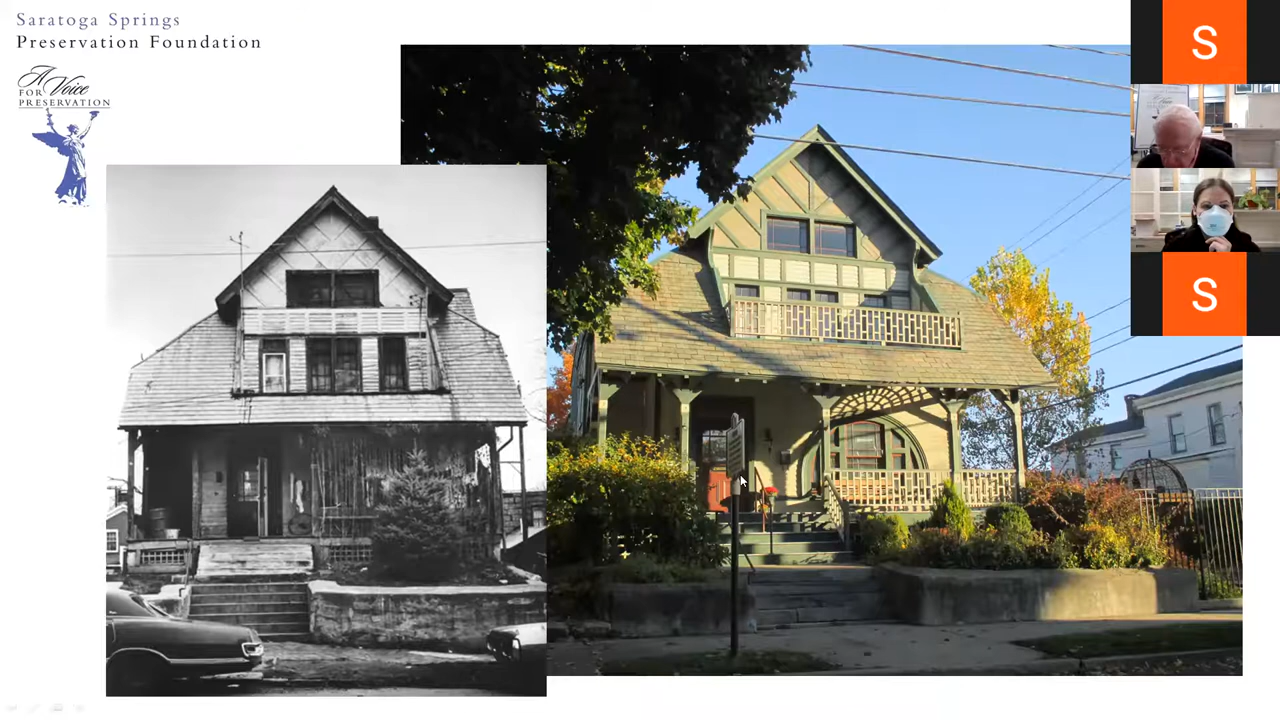 Saratoga Springs
Preservation Foundation
A Voice
FOR
PRESERVATION
S
S